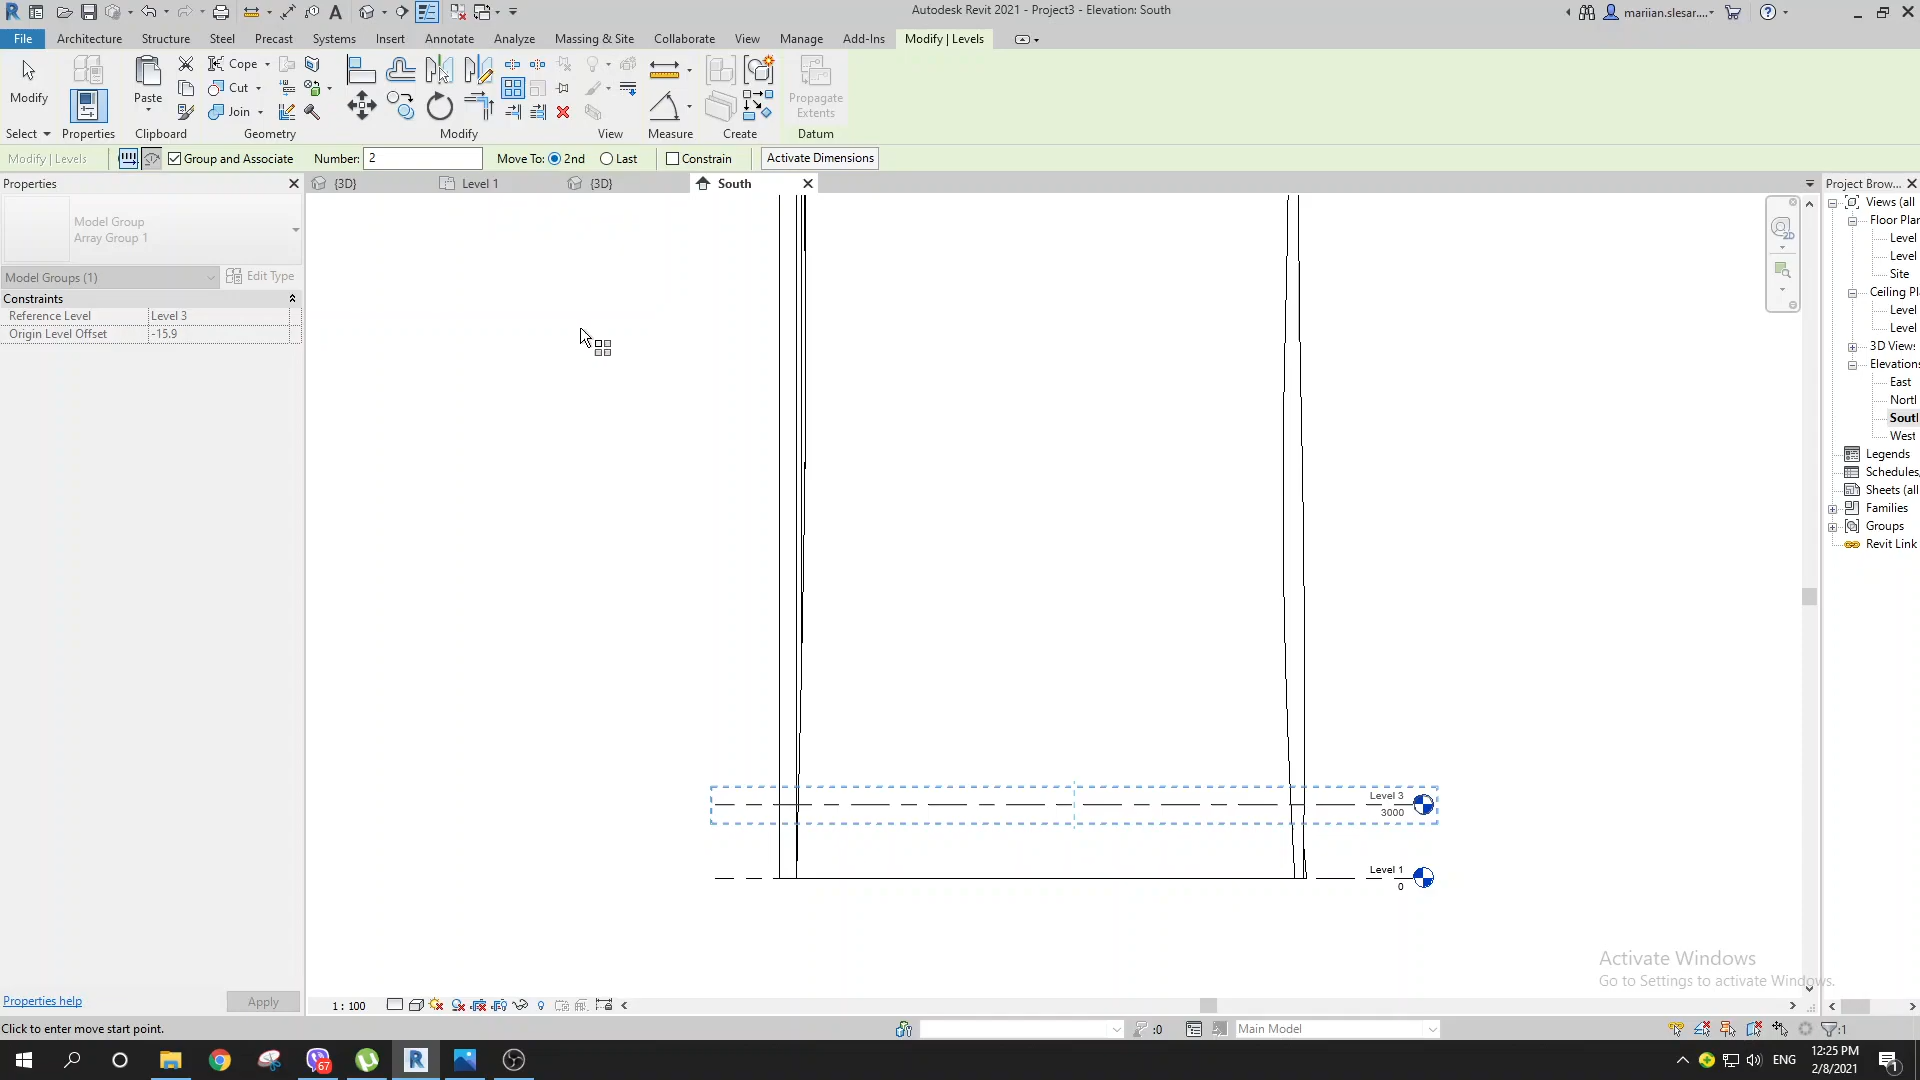 Autodesk Revit 2021 - Project3 - Elevation: South
mariian.slesar...
File Architecture Structure Steel Precast Systems Insert Annotate Analyze Massing & Site Collaborate View Manage Add-Ins Modify | Levels
Modify
Paste
Cope
Cut
Join
Propagate
Extents
Select Properties Clipboard Geometry Modify View Measure Create Datum
Modify | Levels Group and Associate Number: 2 Move To: 2nd Last Constrain Activate Dimensions
Properties
{3D} Level 1 {3D} South
Project Brow...
Model Group
Array Group 1
Model Groups (1) Edit Type
Constraints
Reference Level Level 3
Origin Level Offset -15.9
2D
Views (all
Floor Plan
Level
Level
Site
Ceiling Pl
Level
Level
3D Views
Elevations
East
North
South
West
Legends
Schedules,
Sheets (all
Families
Groups
Revit Link
Level 3
3000
Level 1
0
Activate Windows
Go to Settings to activate Windows.
Properties help Apply
1 : 100
Click to enter move start point.
:0
Main Model
:1
67
ENG
12:25 PM
2/8/2021
1